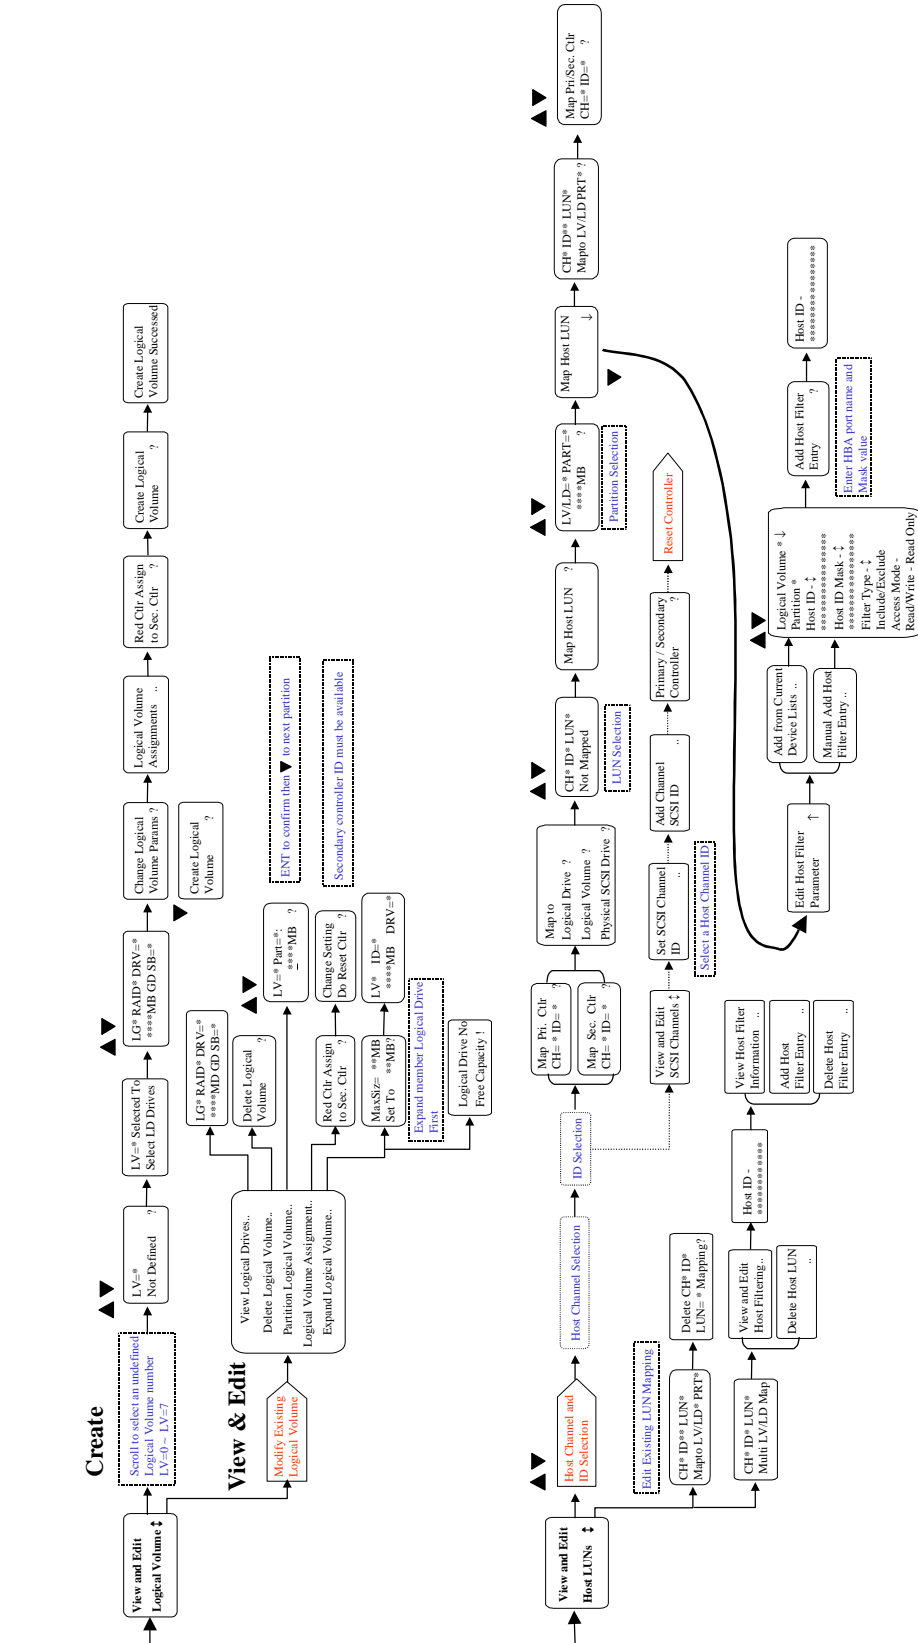 Create
View and Edit
Logical Volume ↕
Scroll to select an undefined
Logical Volume number
LV=0 ~ LV=7
LV=*
Not Defined ?
LV=* Selected To
Select LD Drives
LG* RAID* DRV=*
****MB GD SB=*
Change Logical
Volume Params ?
Create Logical
Volume ?
Logical Volume
Assignments ..
Red Ctlr Assign
to Sec. Ctlr ?
Create Logical
Volume ?
Create Logical
Volume Successed
View & Edit
Modify Existing
Logical Volume
View Logical Drives..
Delete Logical Volume..
Partition Logical Volume..
Logical Volume Assignment..
Expand Logical Volume..
LG* RAID* DRV=*
****MD GD SB=*
Delete Logical
Volume ?
LV=* Part=*:
****MB ?
ENT to confirm then ▼ to next partition
Red Ctlr Assign
to Sec. Ctlr ?
Change Setting
Do Reset Ctlr ?
Secondary controller ID must be available
MaxSiz= **MB
Set To **MB?
LV* ID=*
****MB DRV=*
Expand member Logical Drive
First
Logical Drive No
Free Capacity !
View and Edit
Host LUNs ↕
Host Channel and
ID Selection
Host Channel Selection
ID Selection
Map Pri. Ctlr
CH= * ID= * ?
Map Sec. Ctlr
CH= * ID= * ?
Map to
Logical Drive ?
Logical Volume ?
Physical SCSI Drive ?
CH* ID* LUN*
Not Mapped
LUN Selection
Map Host LUN ?
LV/LD=* PART=*
****MB ?
Partition Selection
Map Host LUN
↓
CH* ID** LUN*
Mapto LV/LD PRT* ?
Map Pri/Sec. Ctlr
CH=* ID=* ?
View and Edit
SCSI Channels ↕
Set SCSI Channel
ID ..
Select a Host Channel ID
Add Channel
SCSI ID ..
Primary / Secondary
Controller ?
Reset Controller
Edit Existing LUN Mapping
CH* ID** LUN*
Mapto LV/LD* PRT*
Delete CH* ID*
LUN= * Mapping?
CH* ID* LUN*
Multi LV/LD Map
View and Edit
Host Filtering..
Delete Host LUN
..
Host ID -
*************
View Host Filter
Information ..
Add Host
Filter Entry ..
Delete Host
Filter Entry ..
Edit Host Filter
Parameter ↑
Add from Current
Device Lists ..
Manual Add Host
Filter Entry ..
Logical Volume * ↓
Partition *
Host ID - ↕
****************
Host ID Mask - ↕
****************
Filter Type - ↕
Include/Exclude
Access Mode -
Read/Write - Read Only
Add Host Filter
Entry ?
Enter HBA port name and
Mask value
Host ID -
****************